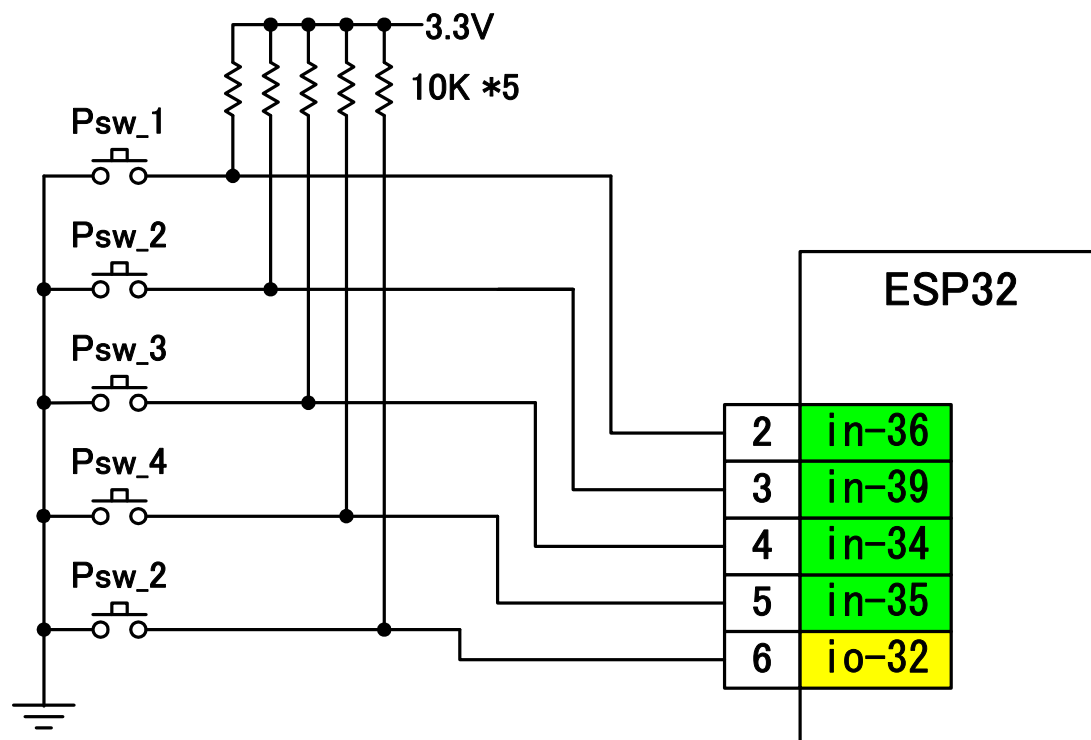 3.3V
10K *5
Psw_1
Psw_2
Psw_3
Psw_4
Psw_2
ESP32
2 in-36
3 in-39
4 in-34
5 in-35
6 io-32